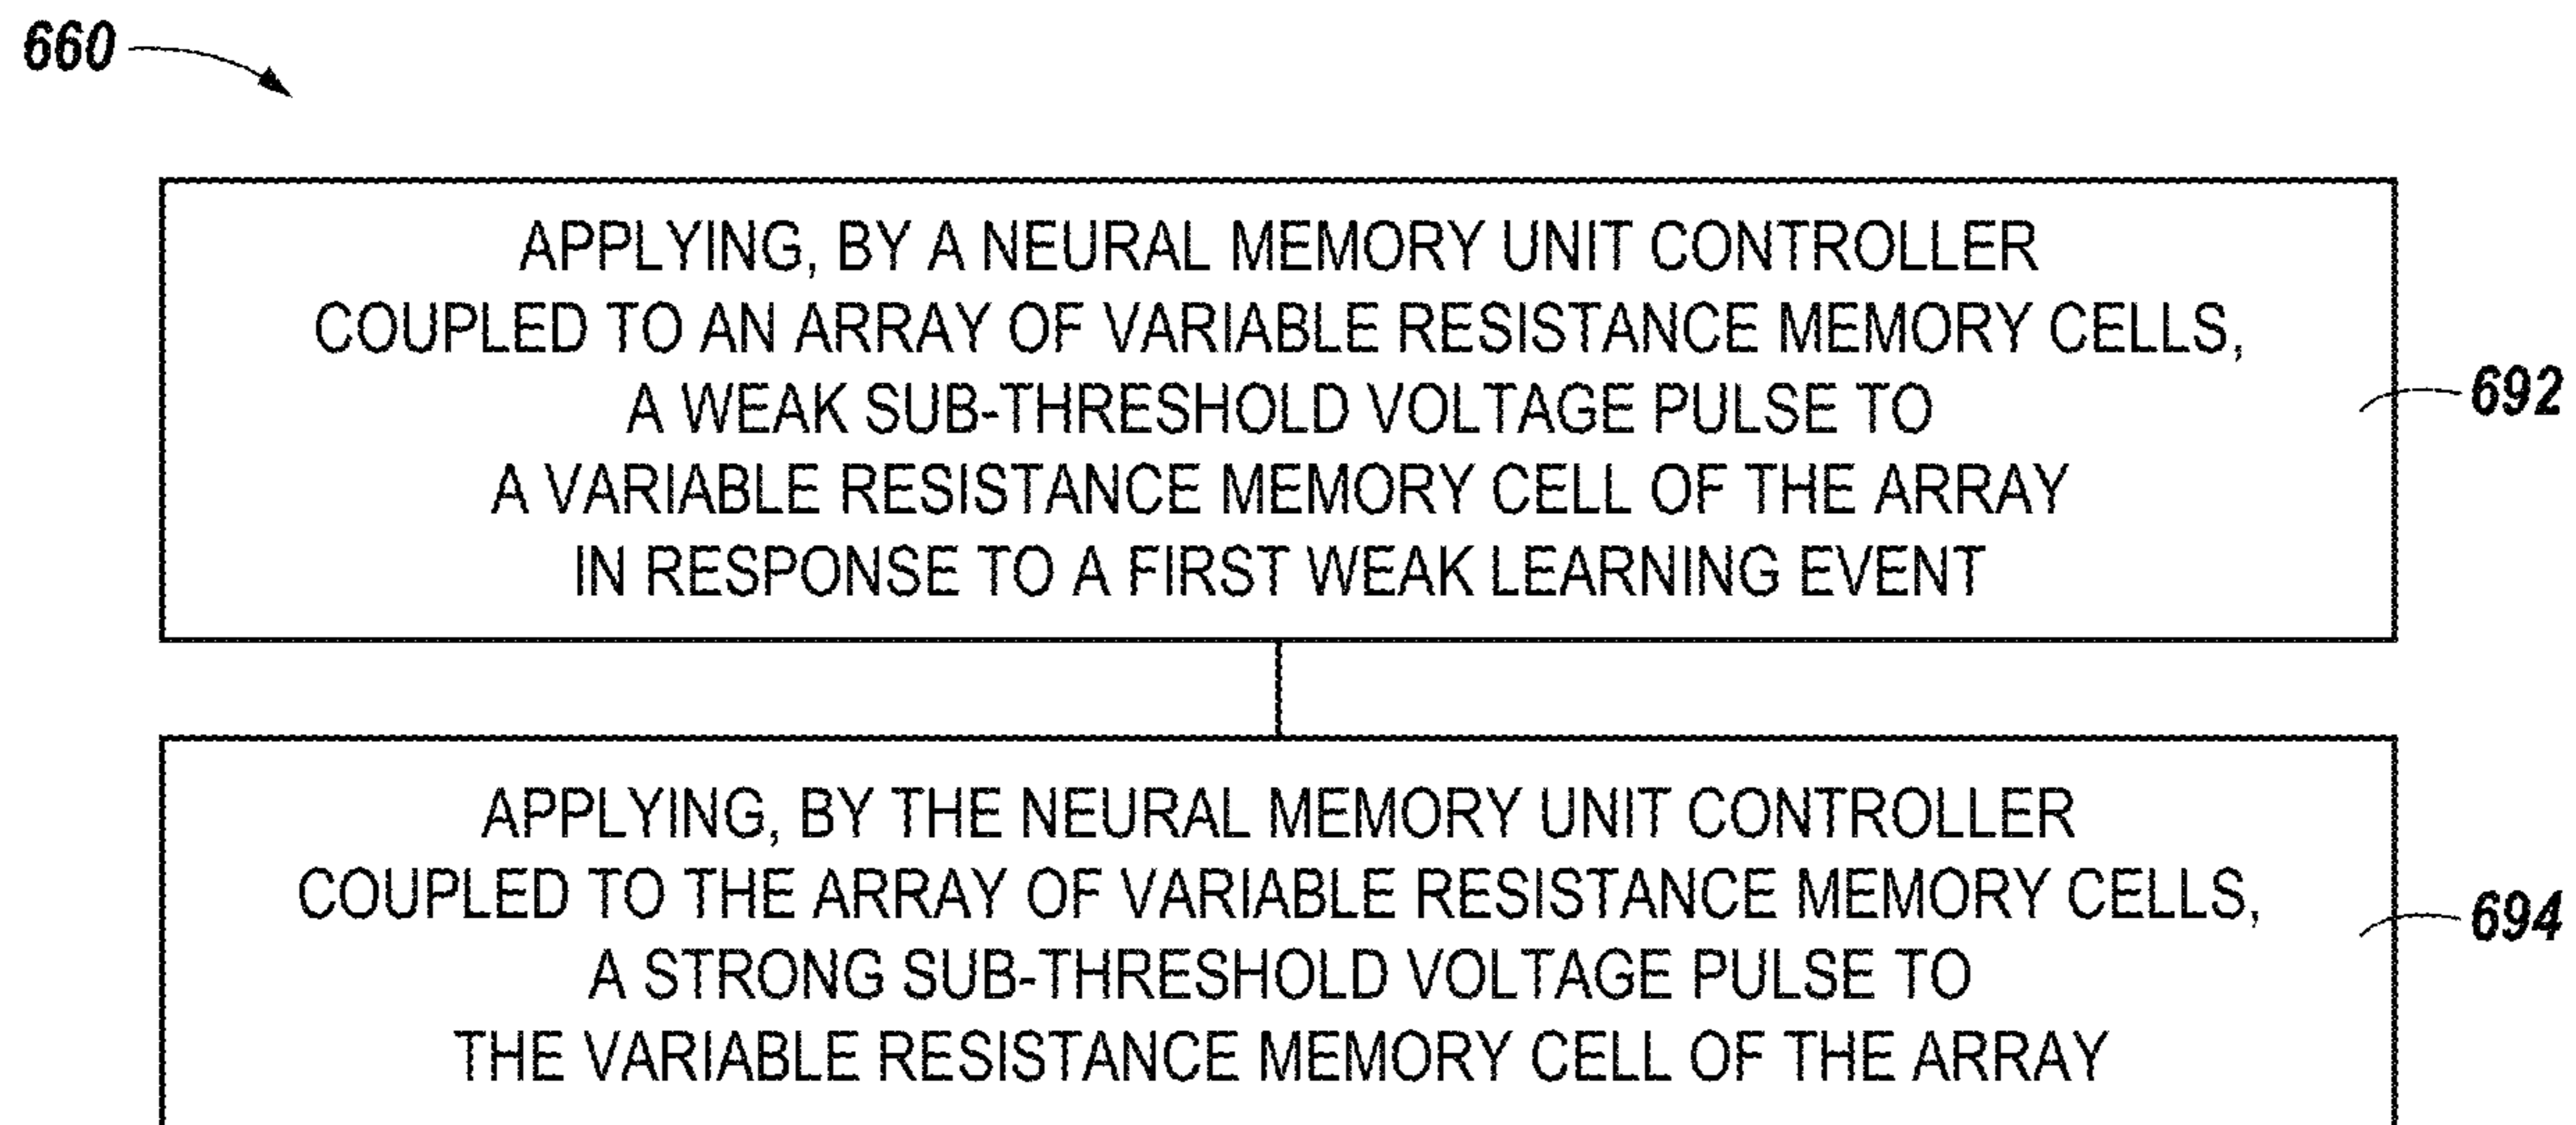 660
APPLYING, BY A NEURAL MEMORY UNIT CONTROLLER
COUPLED TO AN ARRAY OF VARIABLE RESISTANCE MEMORY CELLS,
A WEAK SUB-THRESHOLD VOLTAGE PULSE TO
692
A VARIABLE RESISTANCE MEMORY CELL OF THE ARRAY
IN RESPONSE TO A FIRST WEAK LEARNING EVENT
APPLYING, BY THE NEURAL MEMORY UNIT CONTROLLER
COUPLED TO THE ARRAY OF VARIABLE RESISTANCE MEMORY CELLS,
694
A STRONG SUB-THRESHOLD VOLTAGE PULSE TO
THE VARIABLE RESISTANCE MEMORY CELL OF THE ARRAY